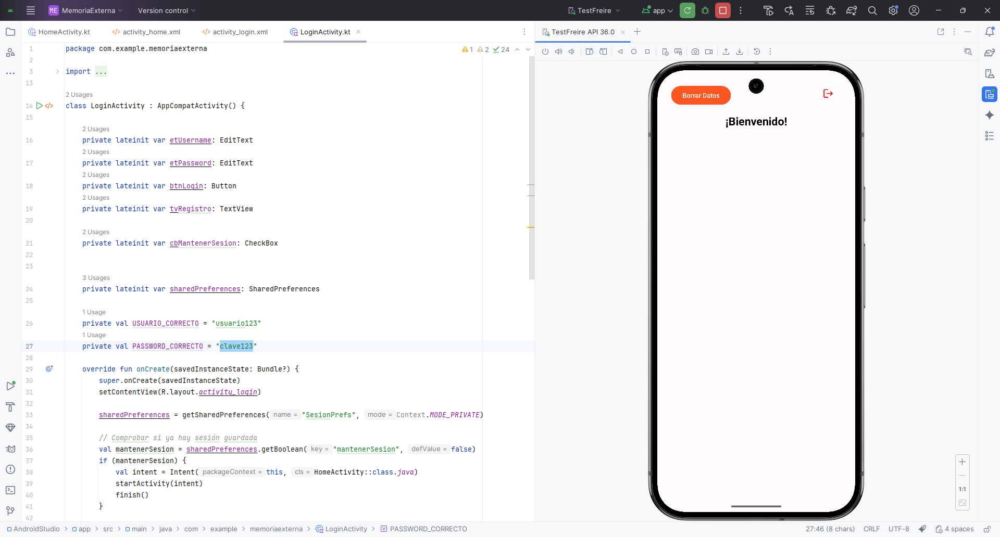 ME MemoriaExterna Version control TestFreire app
HomeActivity.kt activity_home.xml activity_login.xml LoginActivity.kt
TestFreire API 36.0
1 2 24
1 package com.example.memoriaexterna
2
3 import ...
13
2 Usages
14 class LoginActivity : AppCompatActivity() {
15
2 Usages
16 private lateinit var etUsername: EditText
2 Usages
17 private lateinit var etPassword: EditText
2 Usages
18 private lateinit var btnLogin: Button
2 Usages
19 private lateinit var tvRegistro: TextView
20
2 Usages
21 private lateinit var cbMantenerSesion: CheckBox
22
23
3 Usages
24 private lateinit var sharedPreferences: SharedPreferences
25
1 Usage
26 private val USUARIO_CORRECTO = "usuario123"
1 Usage
27 private val PASSWORD_CORRECTO = "clave123"
28
29 override fun onCreate(savedInstanceState: Bundle?) {
30 super.onCreate(savedInstanceState)
31 setContentView(R.layout.activity_login)
32
33 sharedPreferences = getSharedPreferences( name = "SesionPrefs", mode = Context.MODE_PRIVATE)
34
35 // Comprobar si ya hay sesión guardada
36 val mantenerSesion = sharedPreferences.getBoolean( key = "mantenerSesion", defValue = false)
37 if (mantenerSesion) {
38 val intent = Intent( packageContext = this, cls = HomeActivity::class.java)
39 startActivity(intent)
40 finish()
41 }
42
Borrar Datos
¡Bienvenido!
1:1
AndroidStudio > app > src > main > java > com > example > memoriaexterna > LoginActivity > PASSWORD_CORRECTO
27:46 (8 chars) CRLF UTF-8 4 spaces